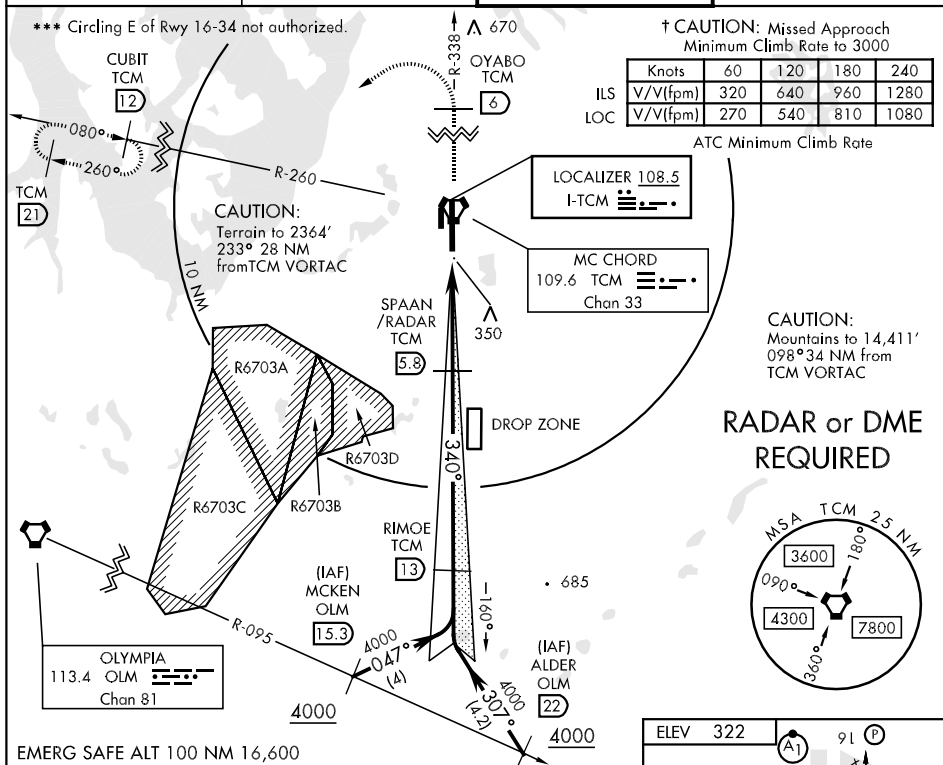 *** Circling E of Rwy 16-34 not authorized.
R-338
670
OYABO
TCM
6
† CAUTION: Missed Approach
Minimum Climb Rate to 3000
Knots 60 120 180 240
ILS V/V(fpm) 320 640 960 1280
LOC V/V(fpm) 270 540 810 1080
ATC Minimum Climb Rate
CUBIT
TCM
12
080°
260°
R-260
TCM
21
CAUTION:
Terrain to 2364'
233° 28 NM
fromTCM VORTAC
10 NM
LOCALIZER 108.5
I-TCM
MC CHORD
109.6 TCM
Chan 33
350
SPAAN
/RADAR
TCM
5.8
CAUTION:
Mountains to 14,411'
098°34 NM from
TCM VORTAC
R6703A
R6703D
R6703B
R6703C
DROP ZONE
340°
RADAR or DME
REQUIRED
RIMOE
TCM
13
685
160°
(IAF)
MCKEN
OLM
15.3
4000
047°
(4)
4000
R-095
OLYMPIA
113.4 OLM
Chan 81
(IAF)
ALDER
OLM
22
4000
307°
(4.2)
4000
MSA TCM 25 NM
3600
180°
090°
4300
7800
360°
EMERG SAFE ALT 100 NM 16,600
ELEV 322
A1
16
P